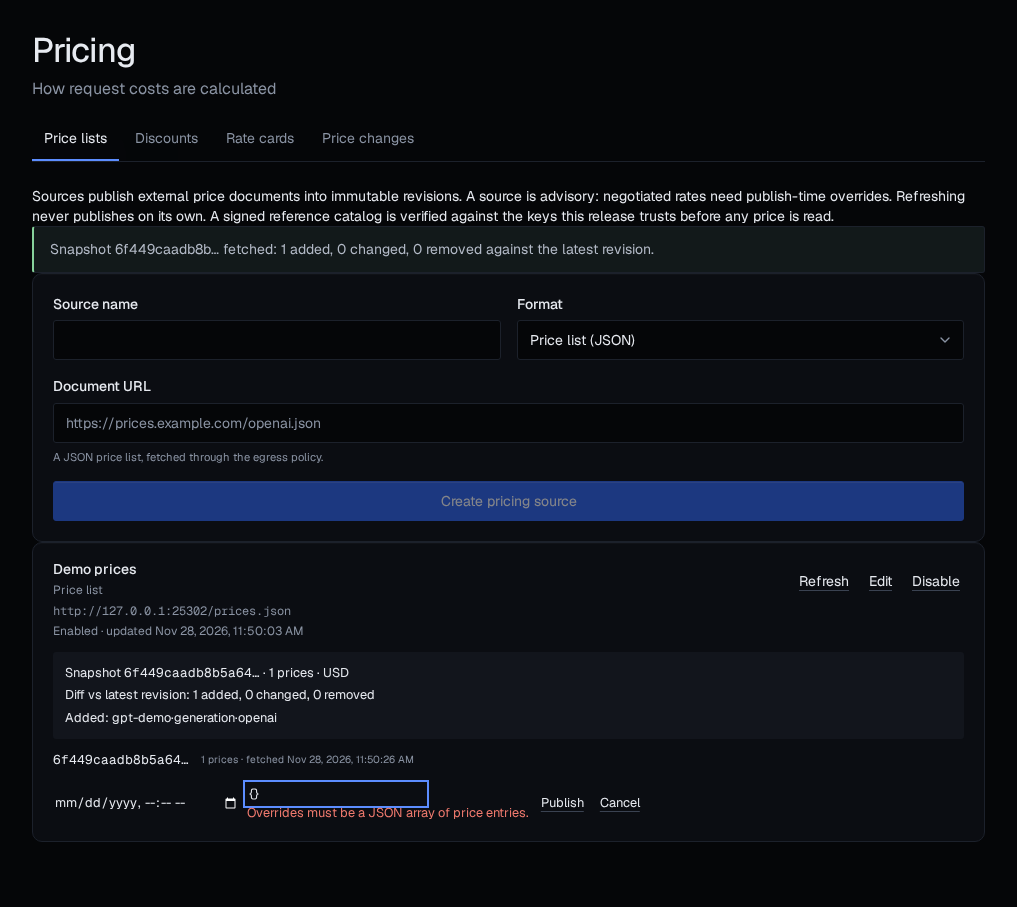 Pricing
How request costs are calculated
Price lists Discounts Rate cards Price changes
Sources publish external price documents into immutable revisions. A source is advisory: negotiated rates need publish-time overrides. Refreshing
never publishes on its own. A signed reference catalog is verified against the keys this release trusts before any price is read.
Snapshot 6f449caadb8b… fetched: 1 added, 0 changed, 0 removed against the latest revision.
Source name Format
Price list (JSON)
Document URL
https://prices.example.com/openai.json
A JSON price list, fetched through the egress policy.
Create pricing source
Demo prices
Refresh Edit Disable
Price list
http://127.0.0.1:25302/prices.json
Enabled · updated Nov 28, 2026, 11:50:03 AM
Snapshot 6f449caadb8b5a64… · 1 prices · USD
Diff vs latest revision: 1 added, 0 changed, 0 removed
Added: gpt-demo·generation·openai
6f449caadb8b5a64… 1 prices · fetched Nov 28, 2026, 11:50:26 AM
mm/dd/yyyy, --:-- -- {} Publish Cancel
Overrides must be a JSON array of price entries.